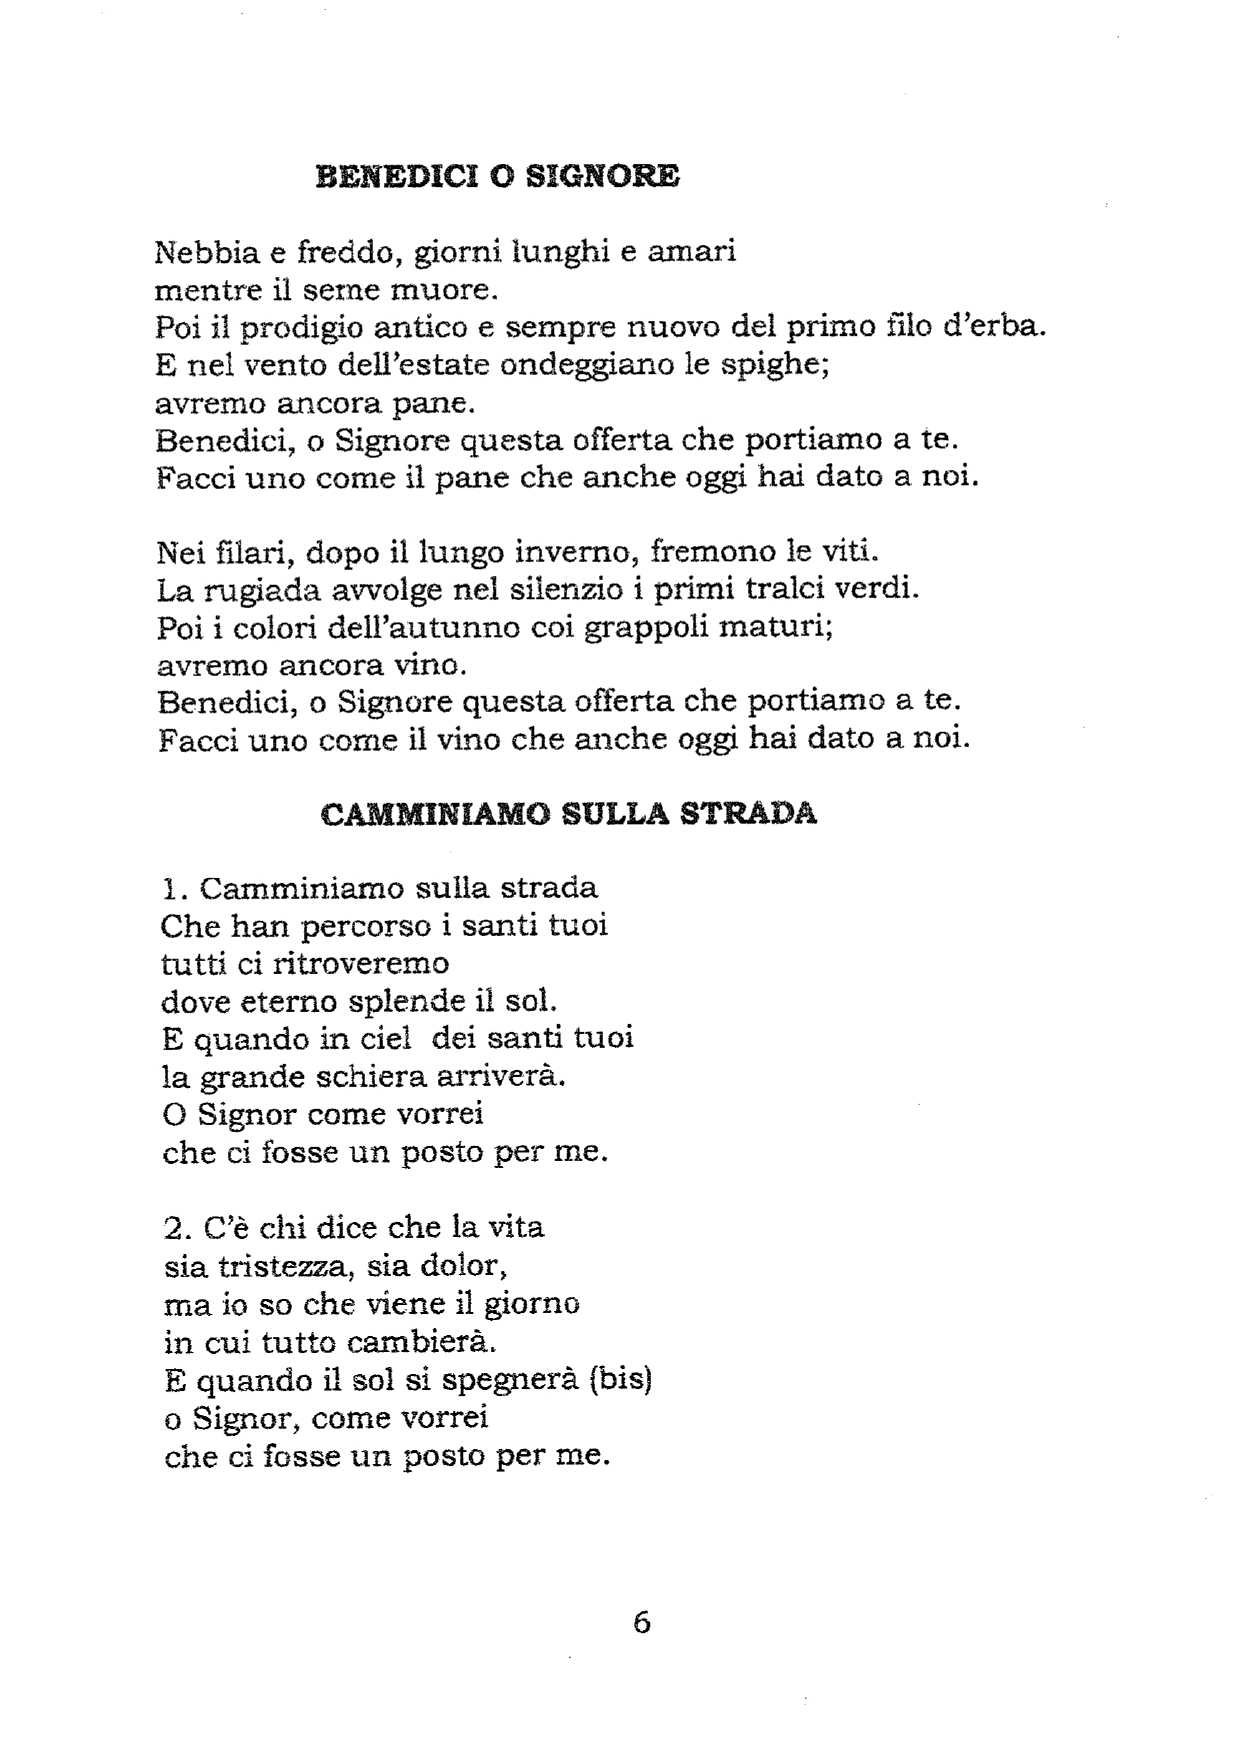 BENEDICI O SIGNORE
Nebbia e freddo, giorni lunghi e amari
mentre il seme muore.
Poi il prodigio antico e sempre nuovo del primo filo d'erba.
E nel vento dell'estate ondeggiano le spighe;
avremo ancora pane.
Benedici, o Signore questa offerta che portiamo a te.
Facci uno come il pane che anche oggi hai dato a noi.
Nei filari, dopo il lungo inverno, fremono le viti.
La rugiada avvolge nel silenzio i primi tralci verdi.
Poi i colori dell'autunno coi grappoli maturi;
avremo ancora vino.
Benedici, o Signore questa offerta che portiamo a te.
Facci uno come il vino che anche oggi hai dato a noi.
CAMMINIAMO SULLA STRADA
1. Camminiamo sulla strada
Che han percorso i santi tuoi
tutti ci ritroveremo
dove eterno splende il sol.
E quando in ciel dei santi tuoi
la grande schiera arriverà.
O Signor come vorrei
che ci fosse un posto per me.
2. C'è chi dice che la vita
sia tristezza, sia dolor,
ma io so che viene il giorno
in cui tutto cambierà.
E quando il sol si spegnerà (bis)
o Signor, come vorrei
che ci fosse un posto per me.
6